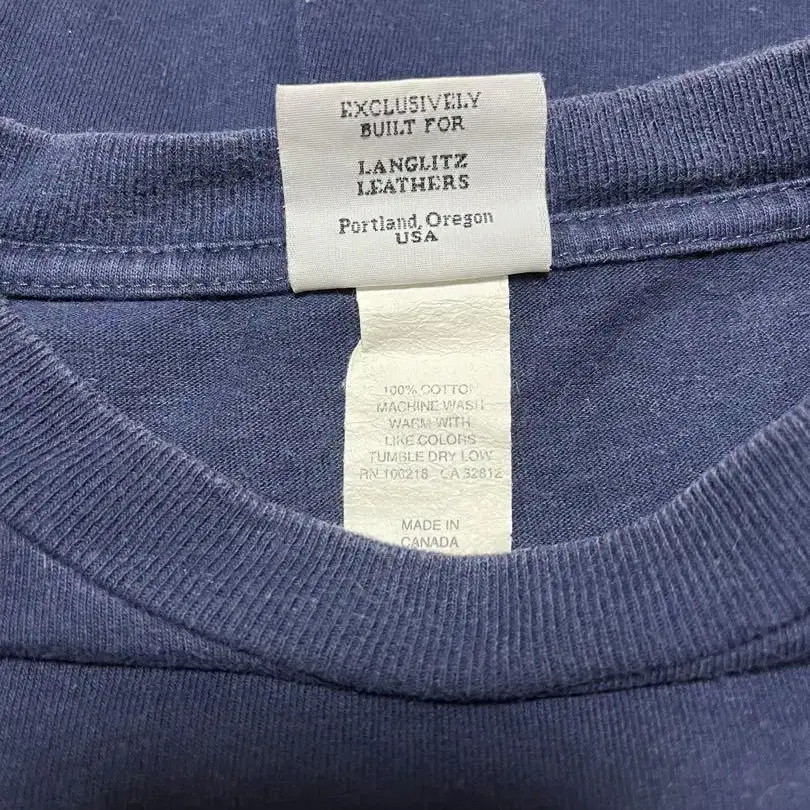 EXCLUSIVELY
BUILT FOR
LANGLITZ
LEATHERS
Portland, Oregon
USA
100% COTTON
MACHINE WASH
WARM WITH
LIKE COLORS
TUMBLE DRY LOW
RN 100218 CA 32812
MADE IN
CANADA